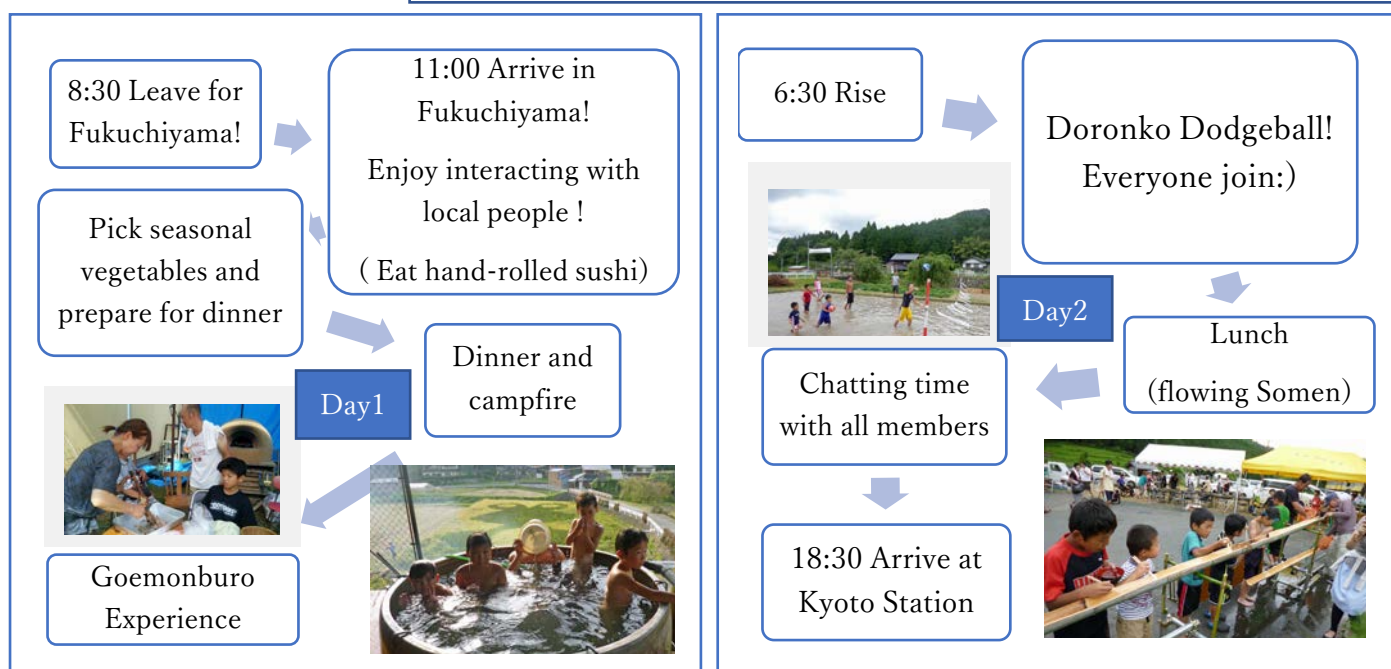 8:30 Leave for
Fukuchiyama!
11:00 Arrive in
Fukuchiyama!
Enjoy interacting with
local people !
( Eat hand-rolled sushi)
Pick seasonal
vegetables and
prepare for dinner
Dinner and
campfire
Day1
Goemonburo
Experience
6:30 Rise
Doronko Dodgeball!
Everyone join:)
Day2
Lunch
(flowing Somen)
Chatting time
with all members
18:30 Arrive at
Kyoto Station